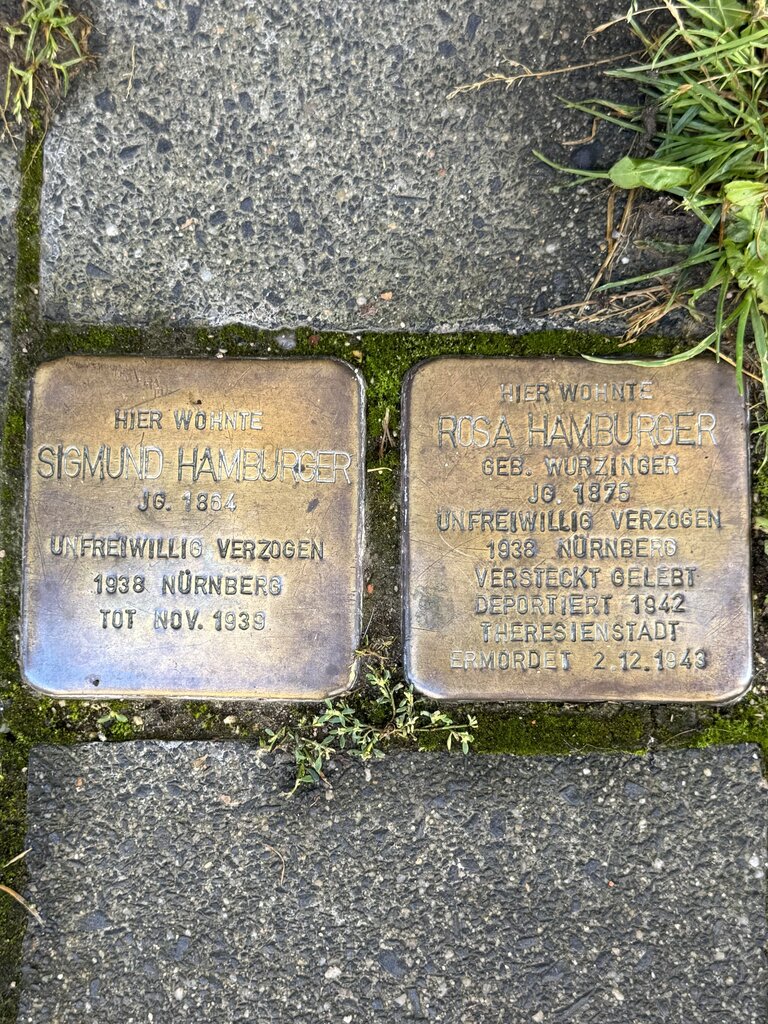 HIER WOHNTE
SIGMUND HAMBURGER
JG. 1864
UNFREIWILLIG VERZOGEN
1938 NÜRNBERG
TOT NOV. 1939
HIER WOHNTE
ROSA HAMBURGER
GEB. WURZINGER
JG. 1875
UNFREIWILLIG VERZOGEN
1938 NÜRNBERG
VERSTECKT GELEBT
DEPORTIERT 1942
THERESIENSTADT
ERMORDET 2.12.1943